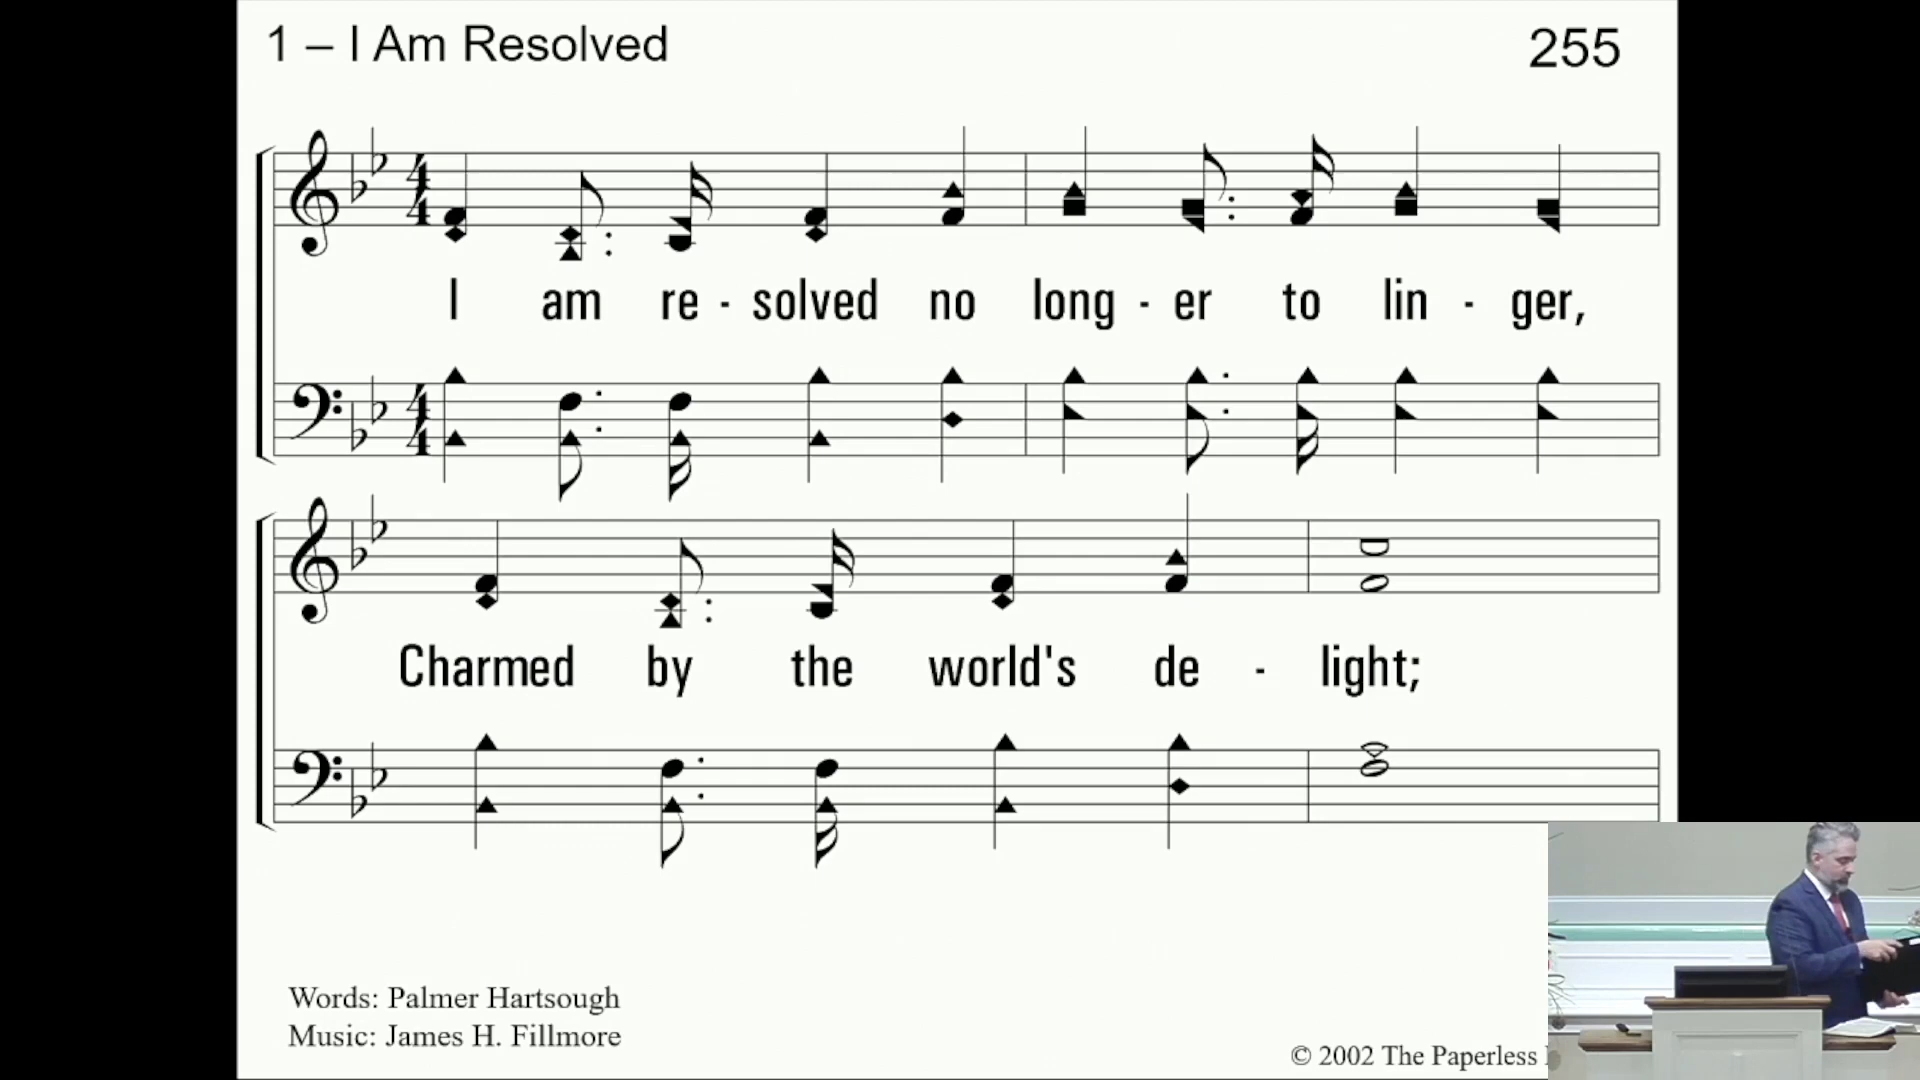 1 – I Am Resolved
255
I am re - solved no long - er to lin - ger,
Charmed by the world's de - light;
Words: Palmer Hartsough
Music: James H. Fillmore
© 2002 The Paperless